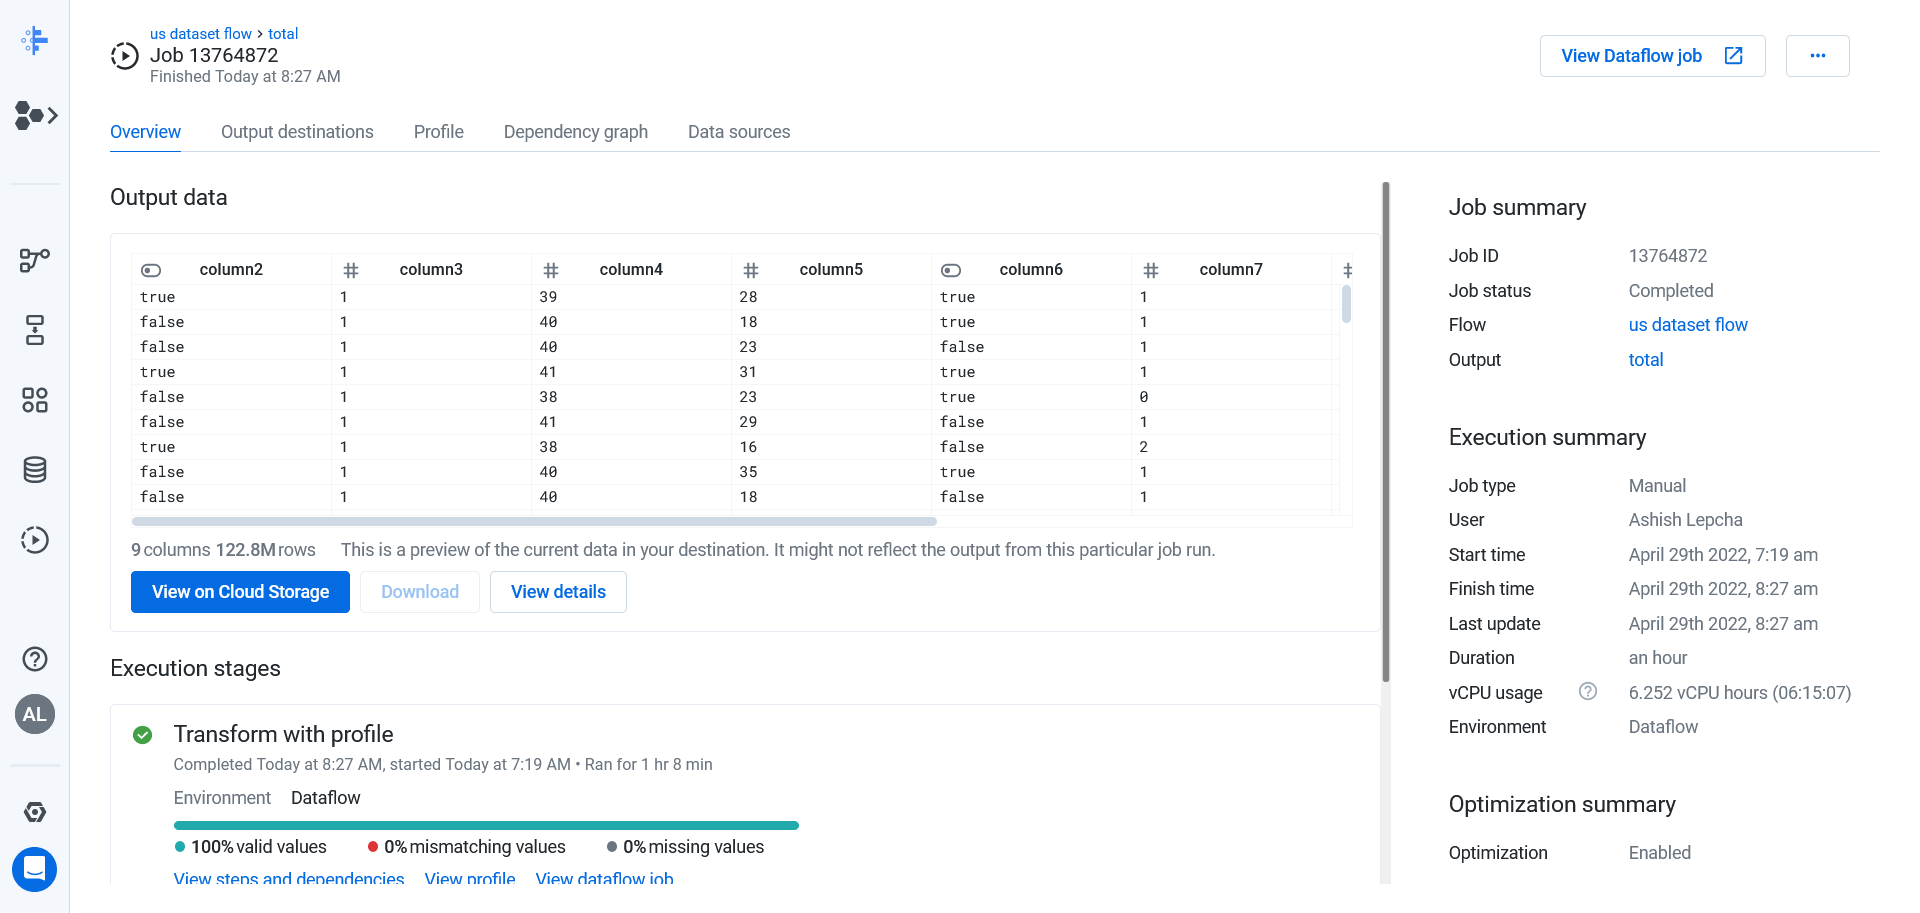 us dataset flow > total
Job 13764872
Finished Today at 8:27 AM
View Dataflow job
...
Overview Output destinations Profile Dependency graph Data sources
Output data
column2 # column3 # column4 # column5 column6 # column7 #
true 1 39 28 true 1
false 1 40 18 true 1
false 1 40 23 false 1
true 1 41 31 true 1
false 1 38 23 true 0
false 1 41 29 false 1
true 1 38 16 false 2
false 1 40 35 true 1
false 1 40 18 false 1
9 columns 122.8M rows This is a preview of the current data in your destination. It might not reflect the output from this particular job run.
View on Cloud Storage Download View details
Execution stages
Transform with profile
Completed Today at 8:27 AM, started Today at 7:19 AM • Ran for 1 hr 8 min
Environment Dataflow
100% valid values 0% mismatching values 0% missing values
View steps and dependencies View profile View dataflow job
Job summary
Job ID 13764872
Job status Completed
Flow us dataset flow
Output total
Execution summary
Job type Manual
User Ashish Lepcha
Start time April 29th 2022, 7:19 am
Finish time April 29th 2022, 8:27 am
Last update April 29th 2022, 8:27 am
Duration an hour
vCPU usage ? 6.252 vCPU hours (06:15:07)
Environment Dataflow
Optimization summary
Optimization Enabled
?
AL